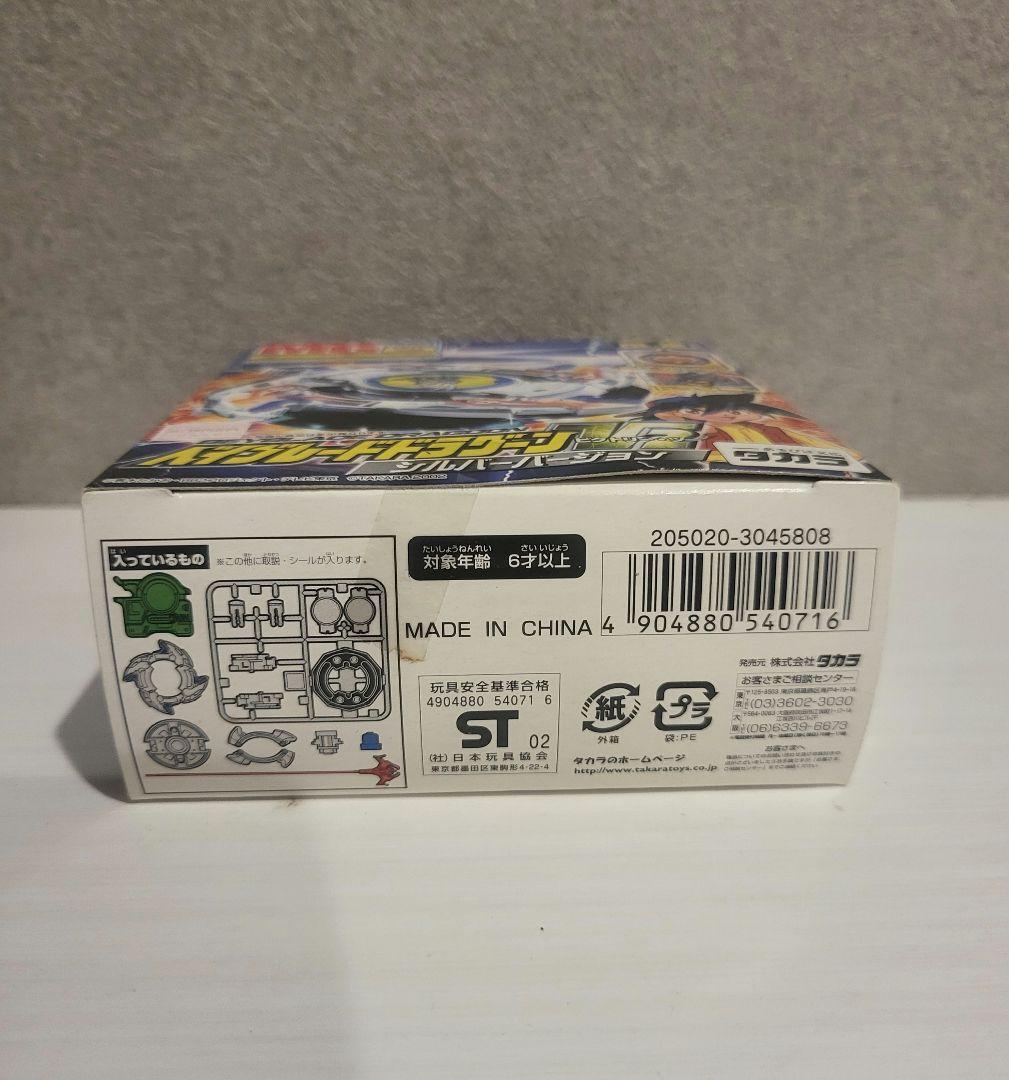 ベイブレードドラグーン
シルバーバージョン
タカラ
©TAKARA 2002
はい
入っているもの
※この他に取説・シールが入ります。
たいしょうねんれい さいいじょう
対象年齢 6才以上
MADE IN CHINA
205020-3045808
4 904880 540716
玩具安全基準合格
4904880 54071 6
ST 02
(社)日本玩具協会
東京都墨田区東駒形4-22-4
紙
外箱
プラ
袋:PE
タカラのホームページ
http://www.takaratoys.co.jp
発売元 株式会社タカラ
お客さまご相談センター
東京
(03)3602-3030
大阪
(06)6339-6673
お客さまへ